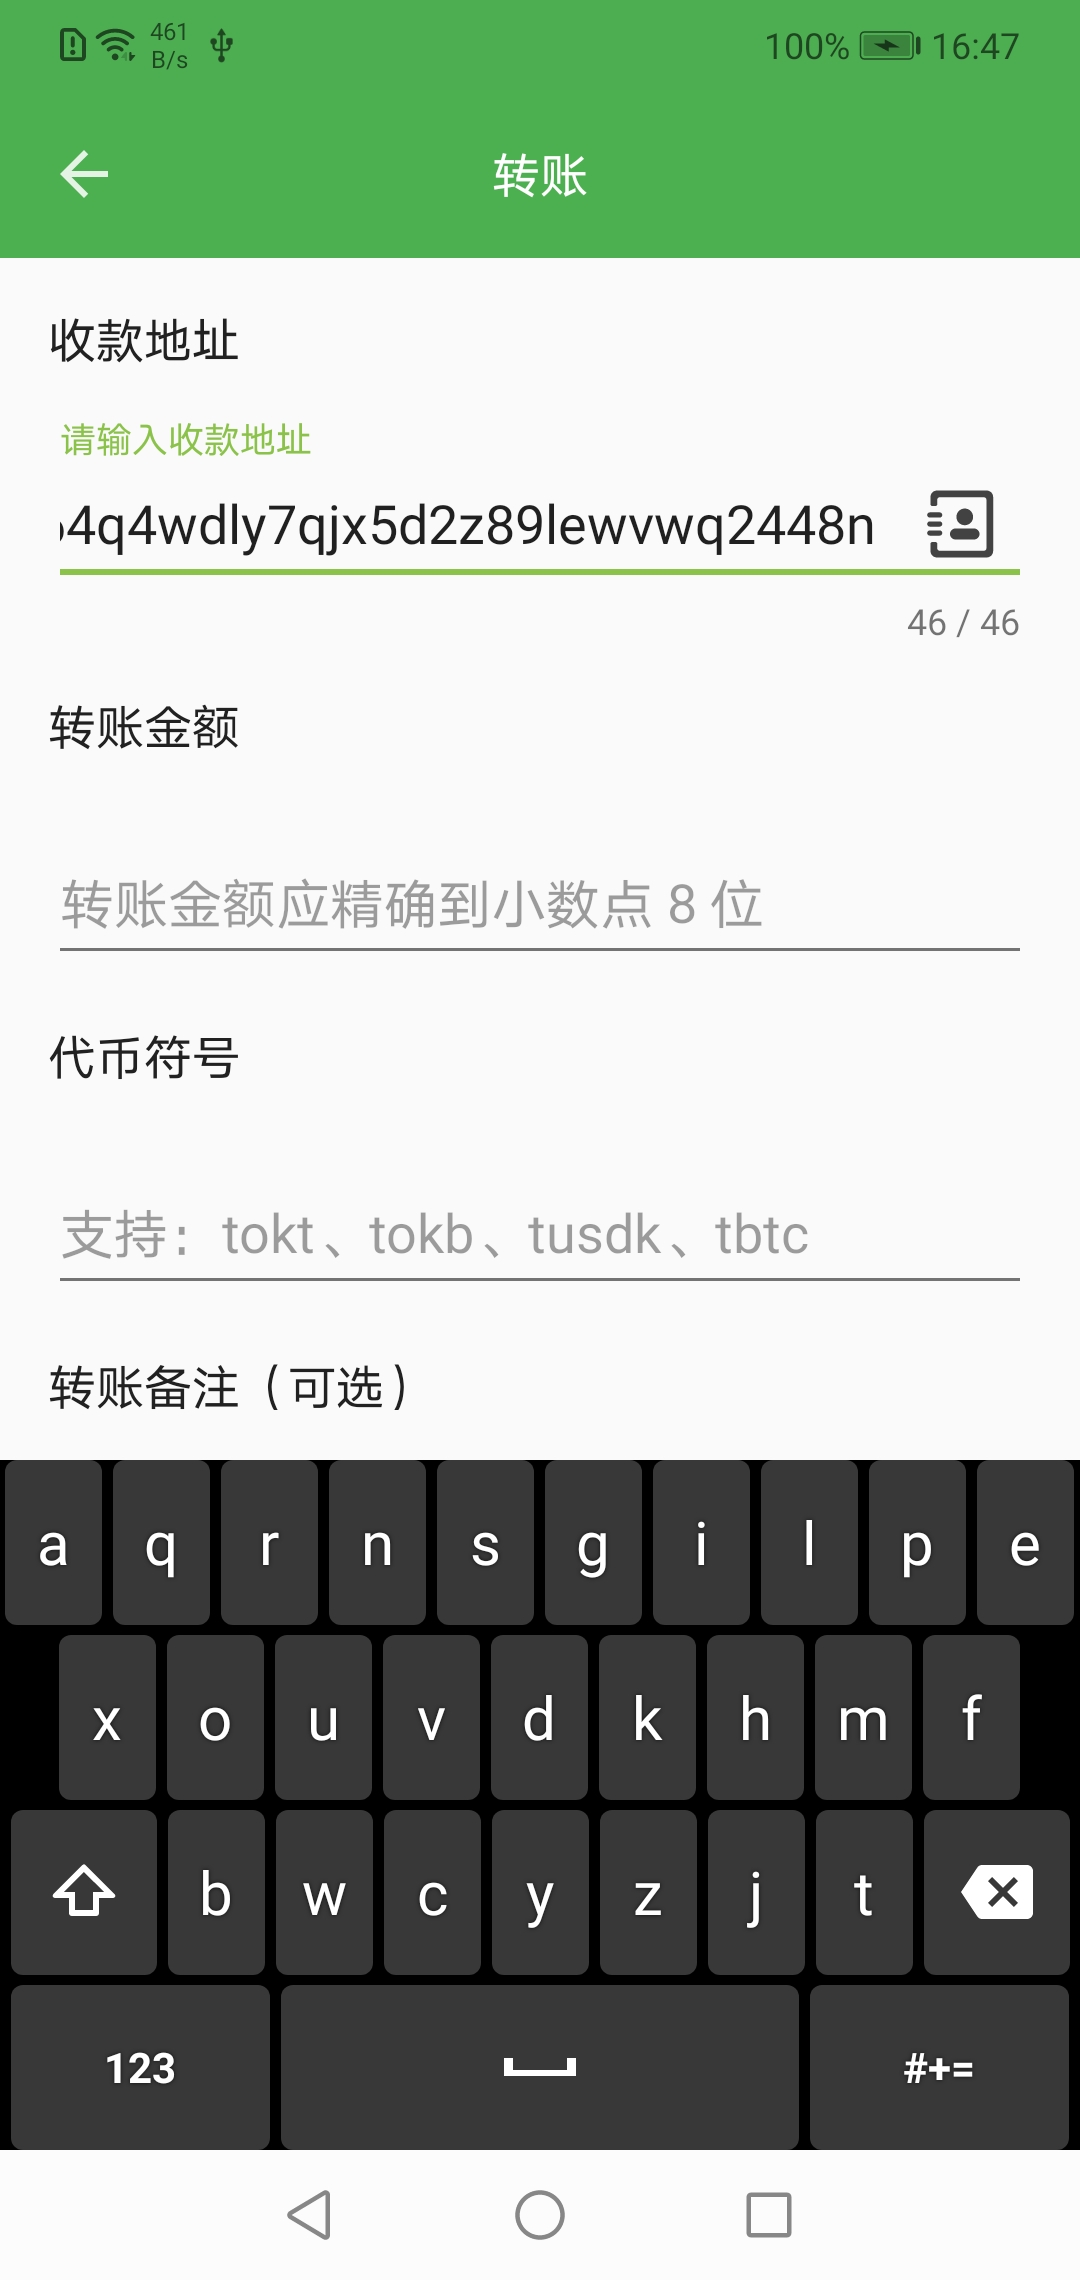 461
B/s
100%
16:47
转账
收款地址
请输入收款地址
4q4wdly7qjx5d2z89lewvwq2448n
46 / 46
转账金额
转账金额应精确到小数点 8 位
代币符号
支持：tokt、tokb、tusdk、tbtc
转账备注（可选）
a q r n s g i l p e
x o u v d k h m f
b w c y z j t
123
#+=